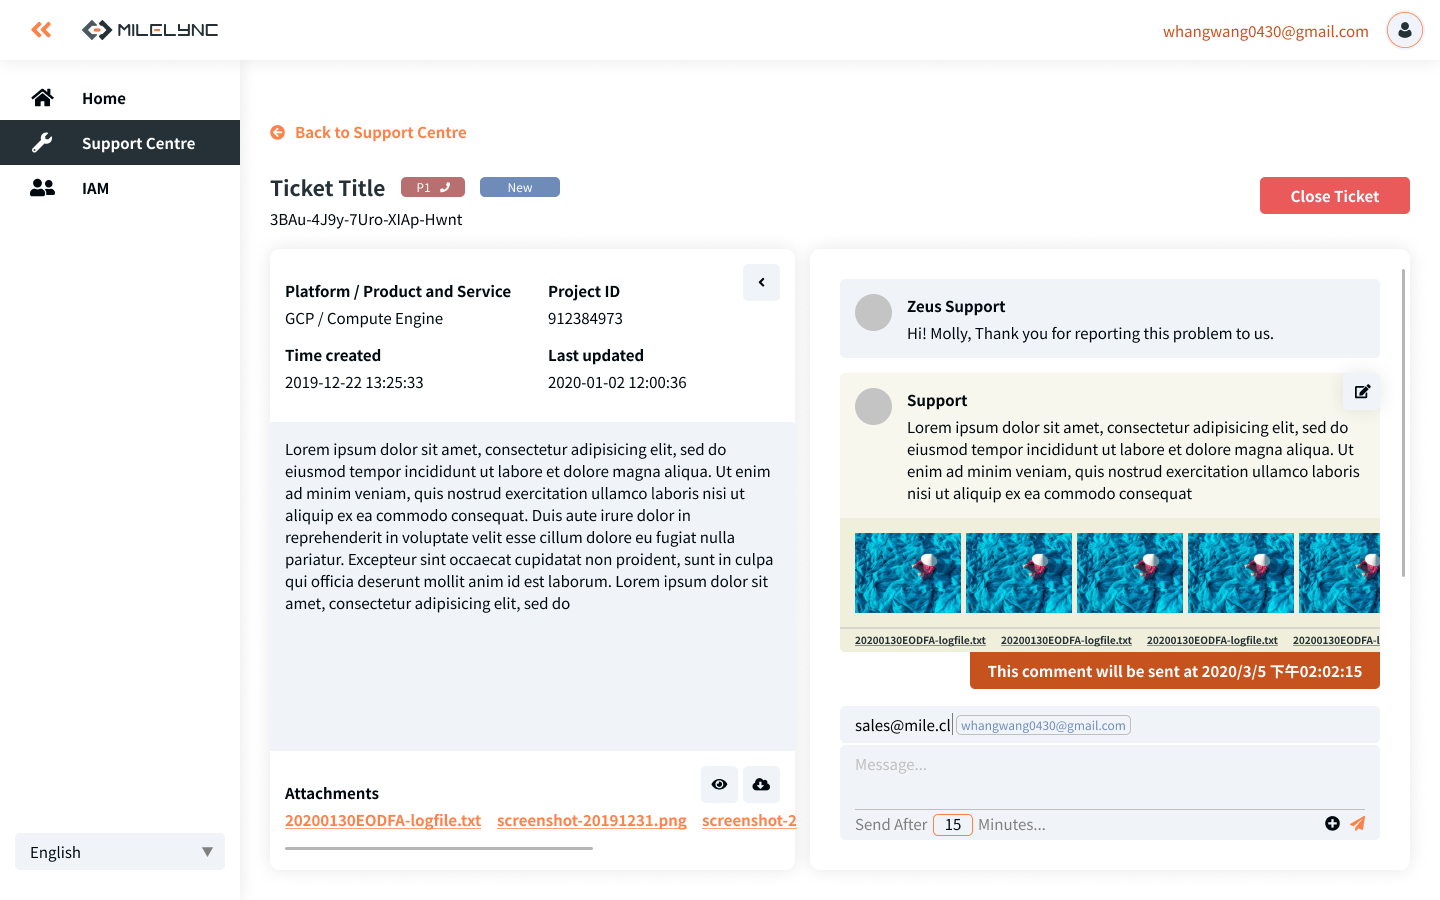 MILELYNC
whangwang0430@gmail.com
Home
Support Centre
IAM
English
Back to Support Centre
Ticket Title
P1
New
3BAu-4J9y-7Uro-XIAp-Hwnt
Close Ticket
Platform / Product and Service
GCP / Compute Engine
Project ID
912384973
Time created
2019-12-22 13:25:33
Last updated
2020-01-02 12:00:36
Lorem ipsum dolor sit amet, consectetur adipisicing elit, sed do
eiusmod tempor incididunt ut labore et dolore magna aliqua. Ut enim
ad minim veniam, quis nostrud exercitation ullamco laboris nisi ut
aliquip ex ea commodo consequat. Duis aute irure dolor in
reprehenderit in voluptate velit esse cillum dolore eu fugiat nulla
pariatur. Excepteur sint occaecat cupidatat non proident, sunt in culpa
qui officia deserunt mollit anim id est laborum. Lorem ipsum dolor sit
amet, consectetur adipisicing elit, sed do
Attachments
20200130EODFA-logfile.txt screenshot-20191231.png screenshot-2
Zeus Support
Hi! Molly, Thank you for reporting this problem to us.
Support
Lorem ipsum dolor sit amet, consectetur adipisicing elit, sed do
eiusmod tempor incididunt ut labore et dolore magna aliqua. Ut
enim ad minim veniam, quis nostrud exercitation ullamco laboris
nisi ut aliquip ex ea commodo consequat
20200130EODFA-logfile.txt 20200130EODFA-logfile.txt 20200130EODFA-logfile.txt 20200130EODFA-l
This comment will be sent at 2020/3/5 下午02:02:15
sales@mile.cl whangwang0430@gmail.com
Message...
Send After 15 Minutes...